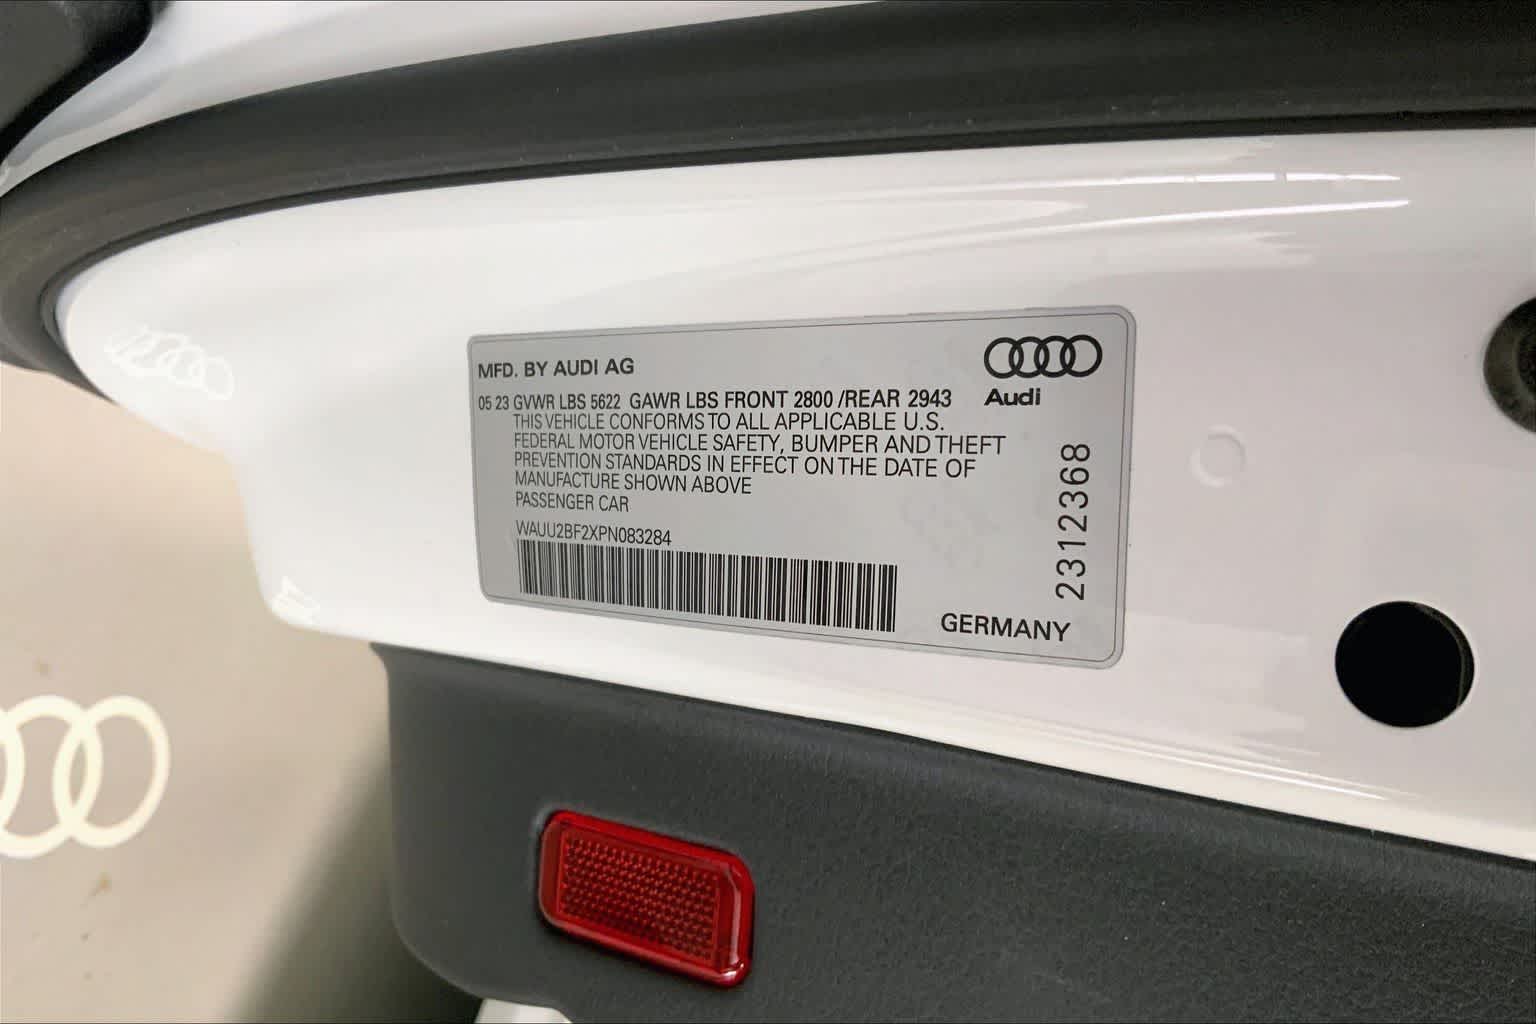 MFD. BY AUDI AG
05 23 GVWR LBS 5622 GAWR LBS FRONT 2800 /REAR 2943
THIS VEHICLE CONFORMS TO ALL APPLICABLE U.S.
FEDERAL MOTOR VEHICLE SAFETY, BUMPER AND THEFT
PREVENTION STANDARDS IN EFFECT ON THE DATE OF
MANUFACTURE SHOWN ABOVE
PASSENGER CAR
WAUU2BF2XPN083284
Audi
2312368
GERMANY